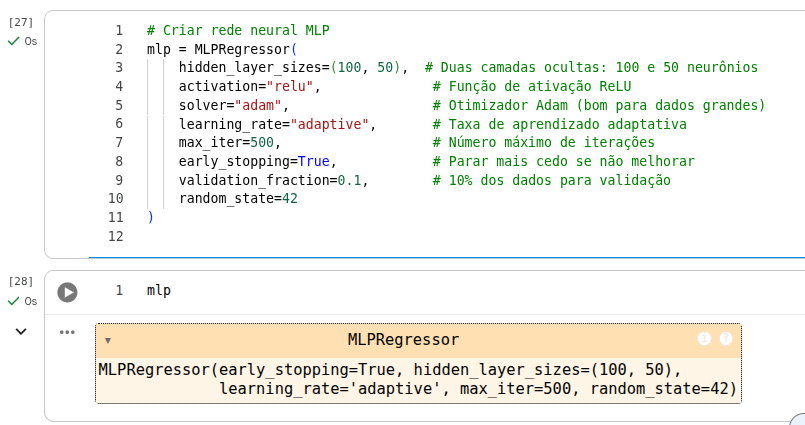 [27]
0s
1 # Criar rede neural MLP
2 mlp = MLPRegressor(
3 hidden_layer_sizes=(100, 50), # Duas camadas ocultas: 100 e 50 neurônios
4 activation="relu", # Função de ativação ReLU
5 solver="adam", # Otimizador Adam (bom para dados grandes)
6 learning_rate="adaptive", # Taxa de aprendizado adaptativa
7 max_iter=500, # Número máximo de iterações
8 early_stopping=True, # Parar mais cedo se não melhorar
9 validation_fraction=0.1, # 10% dos dados para validação
10 random_state=42
11 )
12
[28]
0s
1 mlp
MLPRegressor
i ?
MLPRegressor(early_stopping=True, hidden_layer_sizes=(100, 50),
learning_rate='adaptive', max_iter=500, random_state=42)